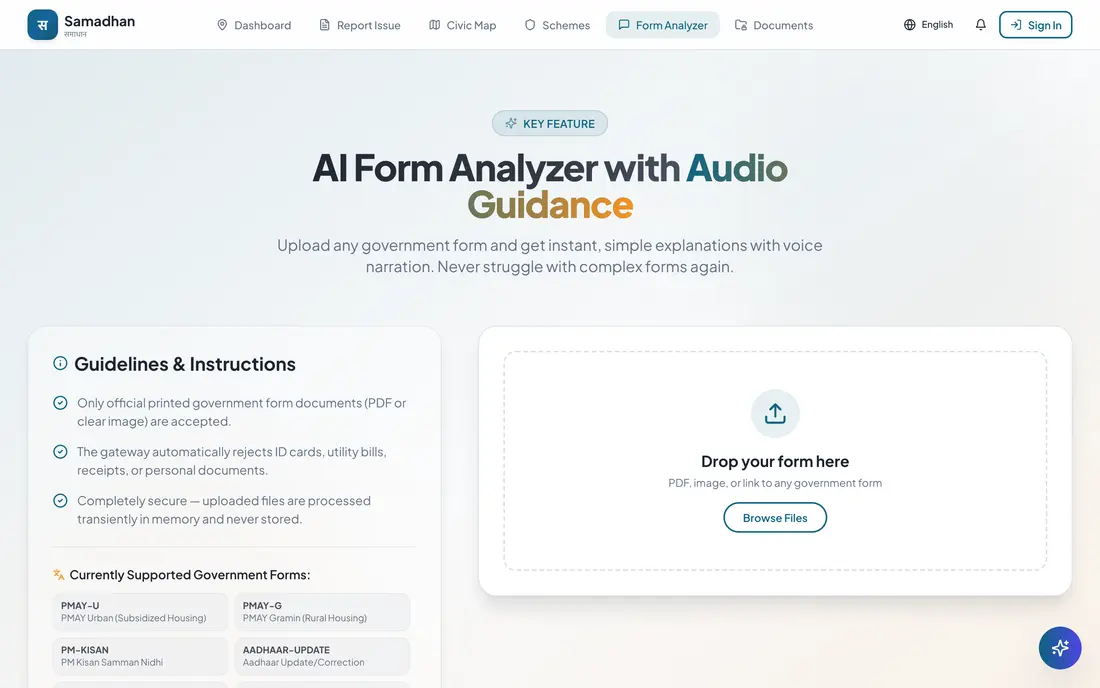 स
Samadhan
समाधान
Dashboard
Report Issue
Civic Map
Schemes
Form Analyzer
Documents
English
Sign In
KEY FEATURE
AI Form Analyzer with Audio
Guidance
Upload any government form and get instant, simple explanations with voice
narration. Never struggle with complex forms again.
Guidelines & Instructions
Only official printed government form documents (PDF or
clear image) are accepted.
The gateway automatically rejects ID cards, utility bills,
receipts, or personal documents.
Completely secure — uploaded files are processed
transiently in memory and never stored.
Currently Supported Government Forms:
PMAY-U
PMAY Urban (Subsidized Housing)
PMAY-G
PMAY Gramin (Rural Housing)
PM-KISAN
PM Kisan Samman Nidhi
AADHAAR-UPDATE
Aadhaar Update/Correction
Drop your form here
PDF, image, or link to any government form
Browse Files